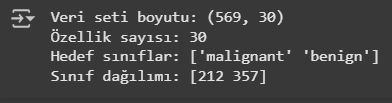 Veri seti boyutu: (569, 30)
Özellik sayısı: 30
Hedef sınıflar: ['malignant' 'benign']
Sınıf dağılımı: [212 357]